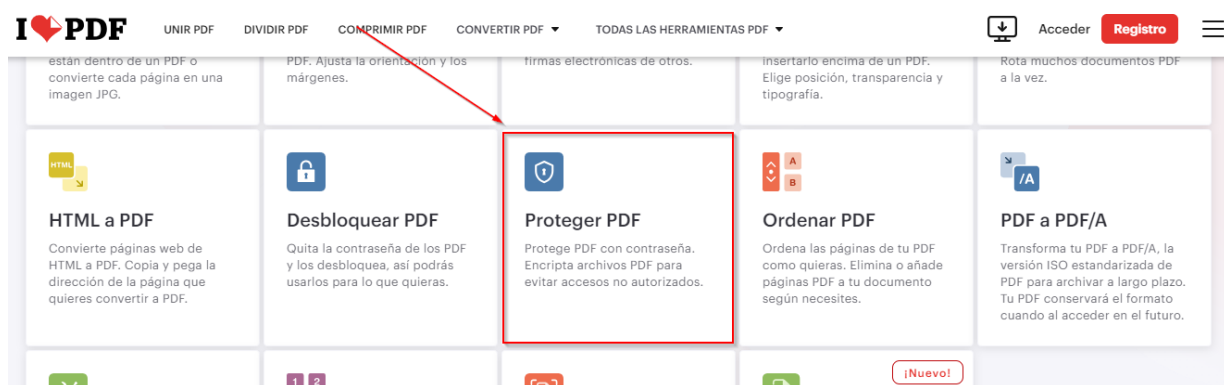 I PDF UNIR PDF DIVIDIR PDF COMPRIMIR PDF CONVERTIR PDF TODAS LAS HERRAMIENTAS PDF Acceder Registro
están dentro de un PDF o
convierte cada página en una
imagen JPG.
PDF. Ajusta la orientación y los
márgenes.
firmas electrónicas de otros.
insertarlo encima de un PDF.
Elige posición, transparencia y
tipografía.
Rota muchos documentos PDF
a la vez.
HTML
HTML a PDF
Convierte páginas web de
HTML a PDF. Copia y pega la
dirección de la página que
quieres convertir a PDF.
Desbloquear PDF
Quita la contraseña de los PDF
y los desbloquea, así podrás
usarlos para lo que quieras.
Proteger PDF
Protege PDF con contraseña.
Encripta archivos PDF para
evitar accesos no autorizados.
A
B
Ordenar PDF
Ordena las páginas de tu PDF
como quieras. Elimina o añade
páginas PDF a tu documento
según necesites.
/A
PDF a PDF/A
Transforma tu PDF a PDF/A, la
versión ISO estandarizada de
PDF para archivar a largo plazo.
Tu PDF conservará el formato
cuando al acceder en el futuro.
1 2
¡Nuevo!